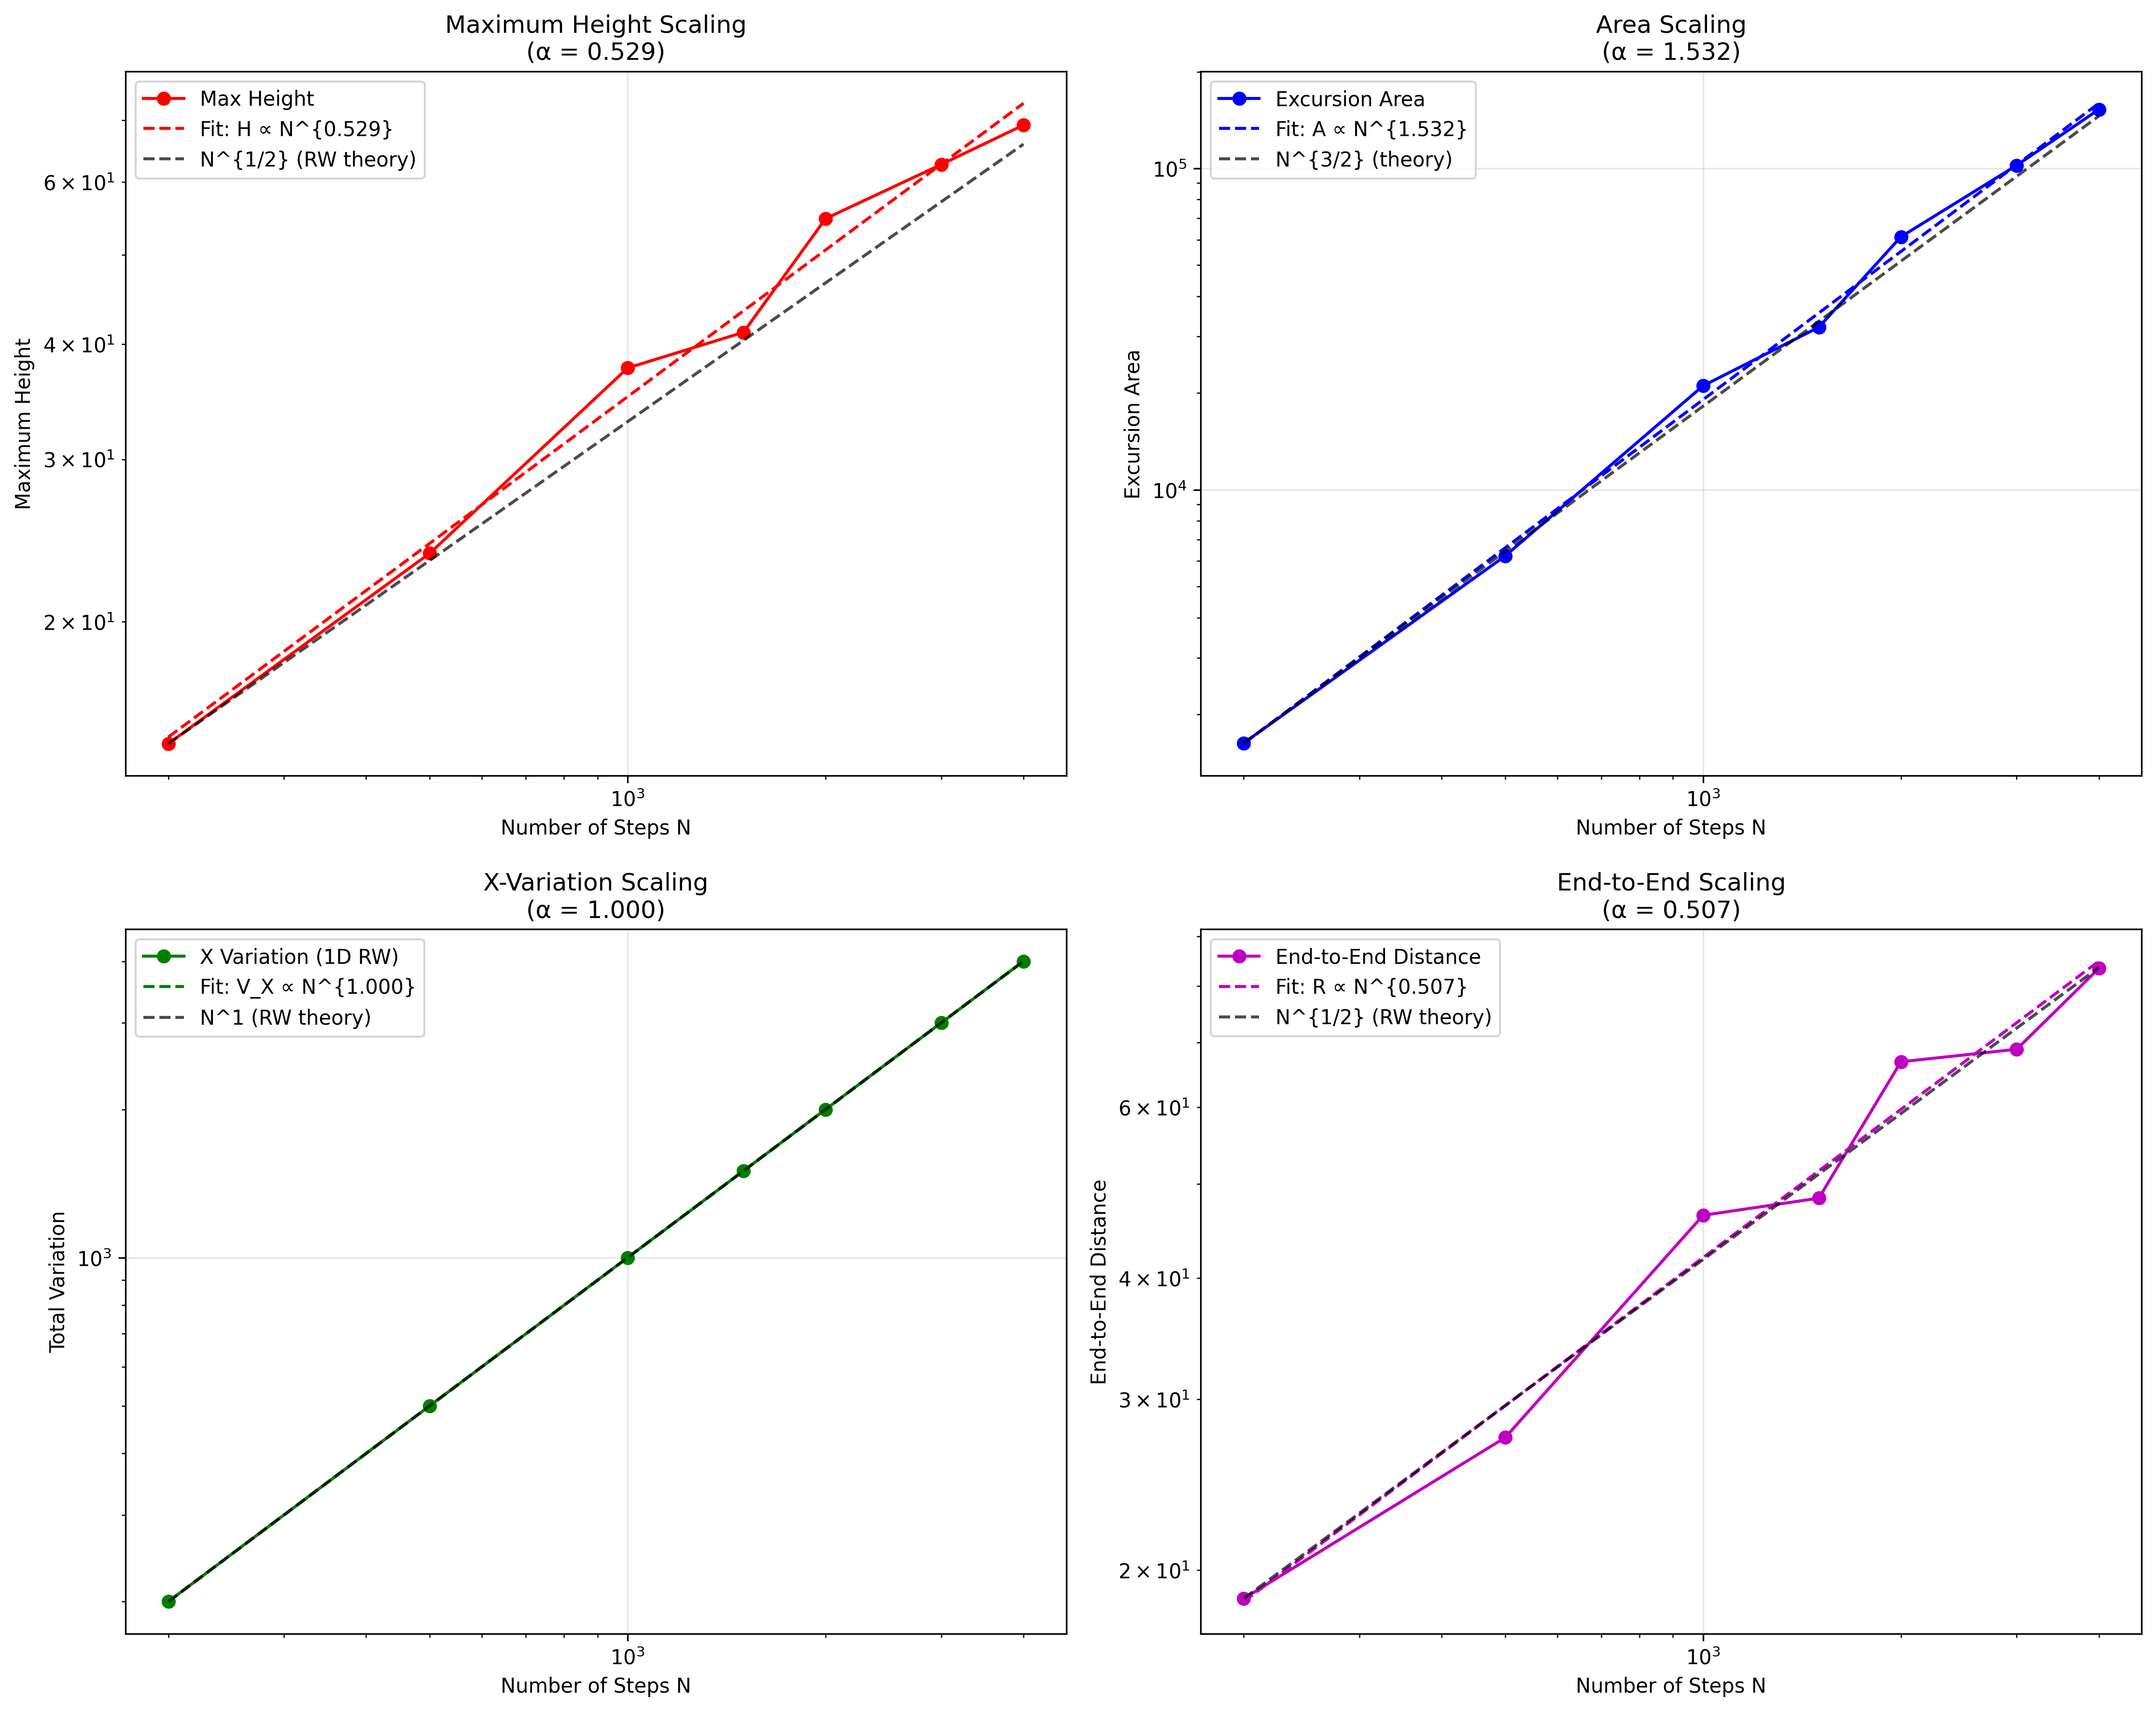 Maximum Height Scaling
(α = 0.529)
Max Height
Fit: H ∝ N^{0.529}
N^{1/2} (RW theory)
6 × 10¹
4 × 10¹
3 × 10¹
2 × 10¹
Maximum Height
10³
Number of Steps N
Area Scaling
(α = 1.532)
Excursion Area
Fit: A ∝ N^{1.532}
N^{3/2} (theory)
10⁵
10⁴
Excursion Area
10³
Number of Steps N
X-Variation Scaling
(α = 1.000)
X Variation (1D RW)
Fit: V_X ∝ N^{1.000}
N^1 (RW theory)
10³
Total Variation
10³
Number of Steps N
End-to-End Scaling
(α = 0.507)
End-to-End Distance
Fit: R ∝ N^{0.507}
N^{1/2} (RW theory)
6 × 10¹
4 × 10¹
3 × 10¹
2 × 10¹
End-to-End Distance
10³
Number of Steps N